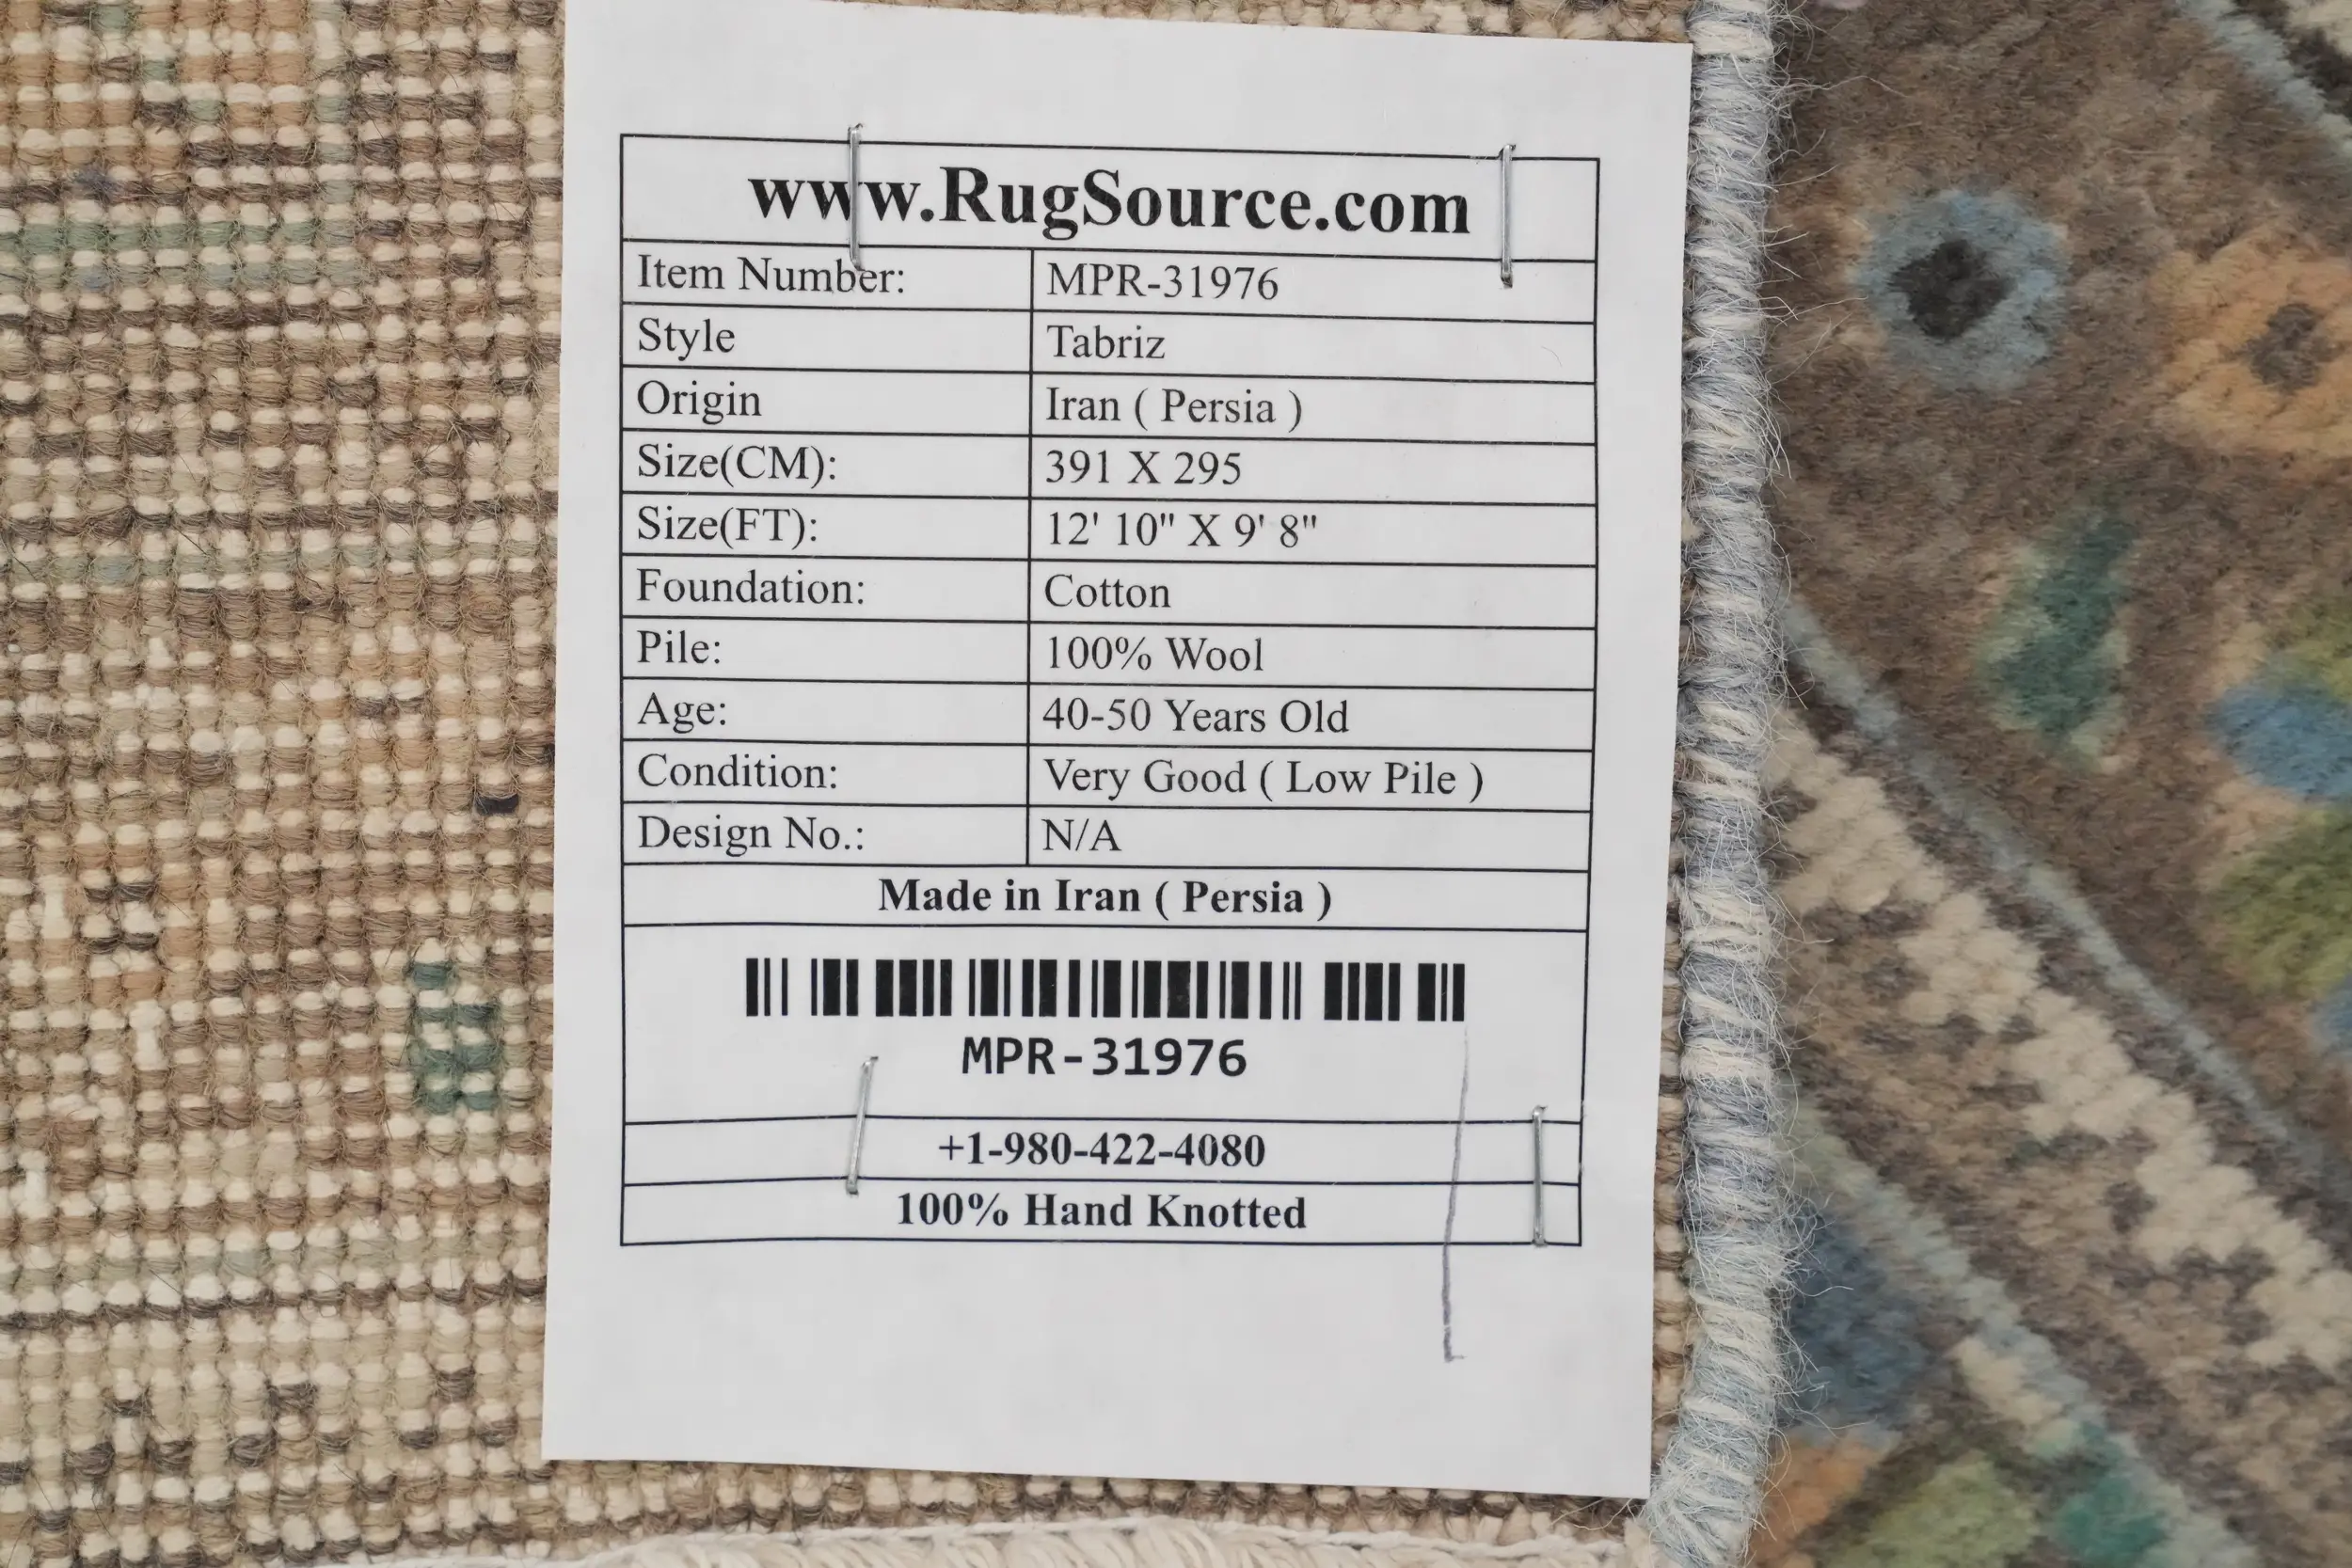 www.RugSource.com
Item Number: MPR-31976
Style Tabriz
Origin Iran ( Persia )
Size(CM): 391 X 295
Size(FT): 12' 10" X 9' 8"
Foundation: Cotton
Pile: 100% Wool
Age: 40-50 Years Old
Condition: Very Good ( Low Pile )
Design No.: N/A
Made in Iran ( Persia )
MPR-31976
+1-980-422-4080
100% Hand Knotted